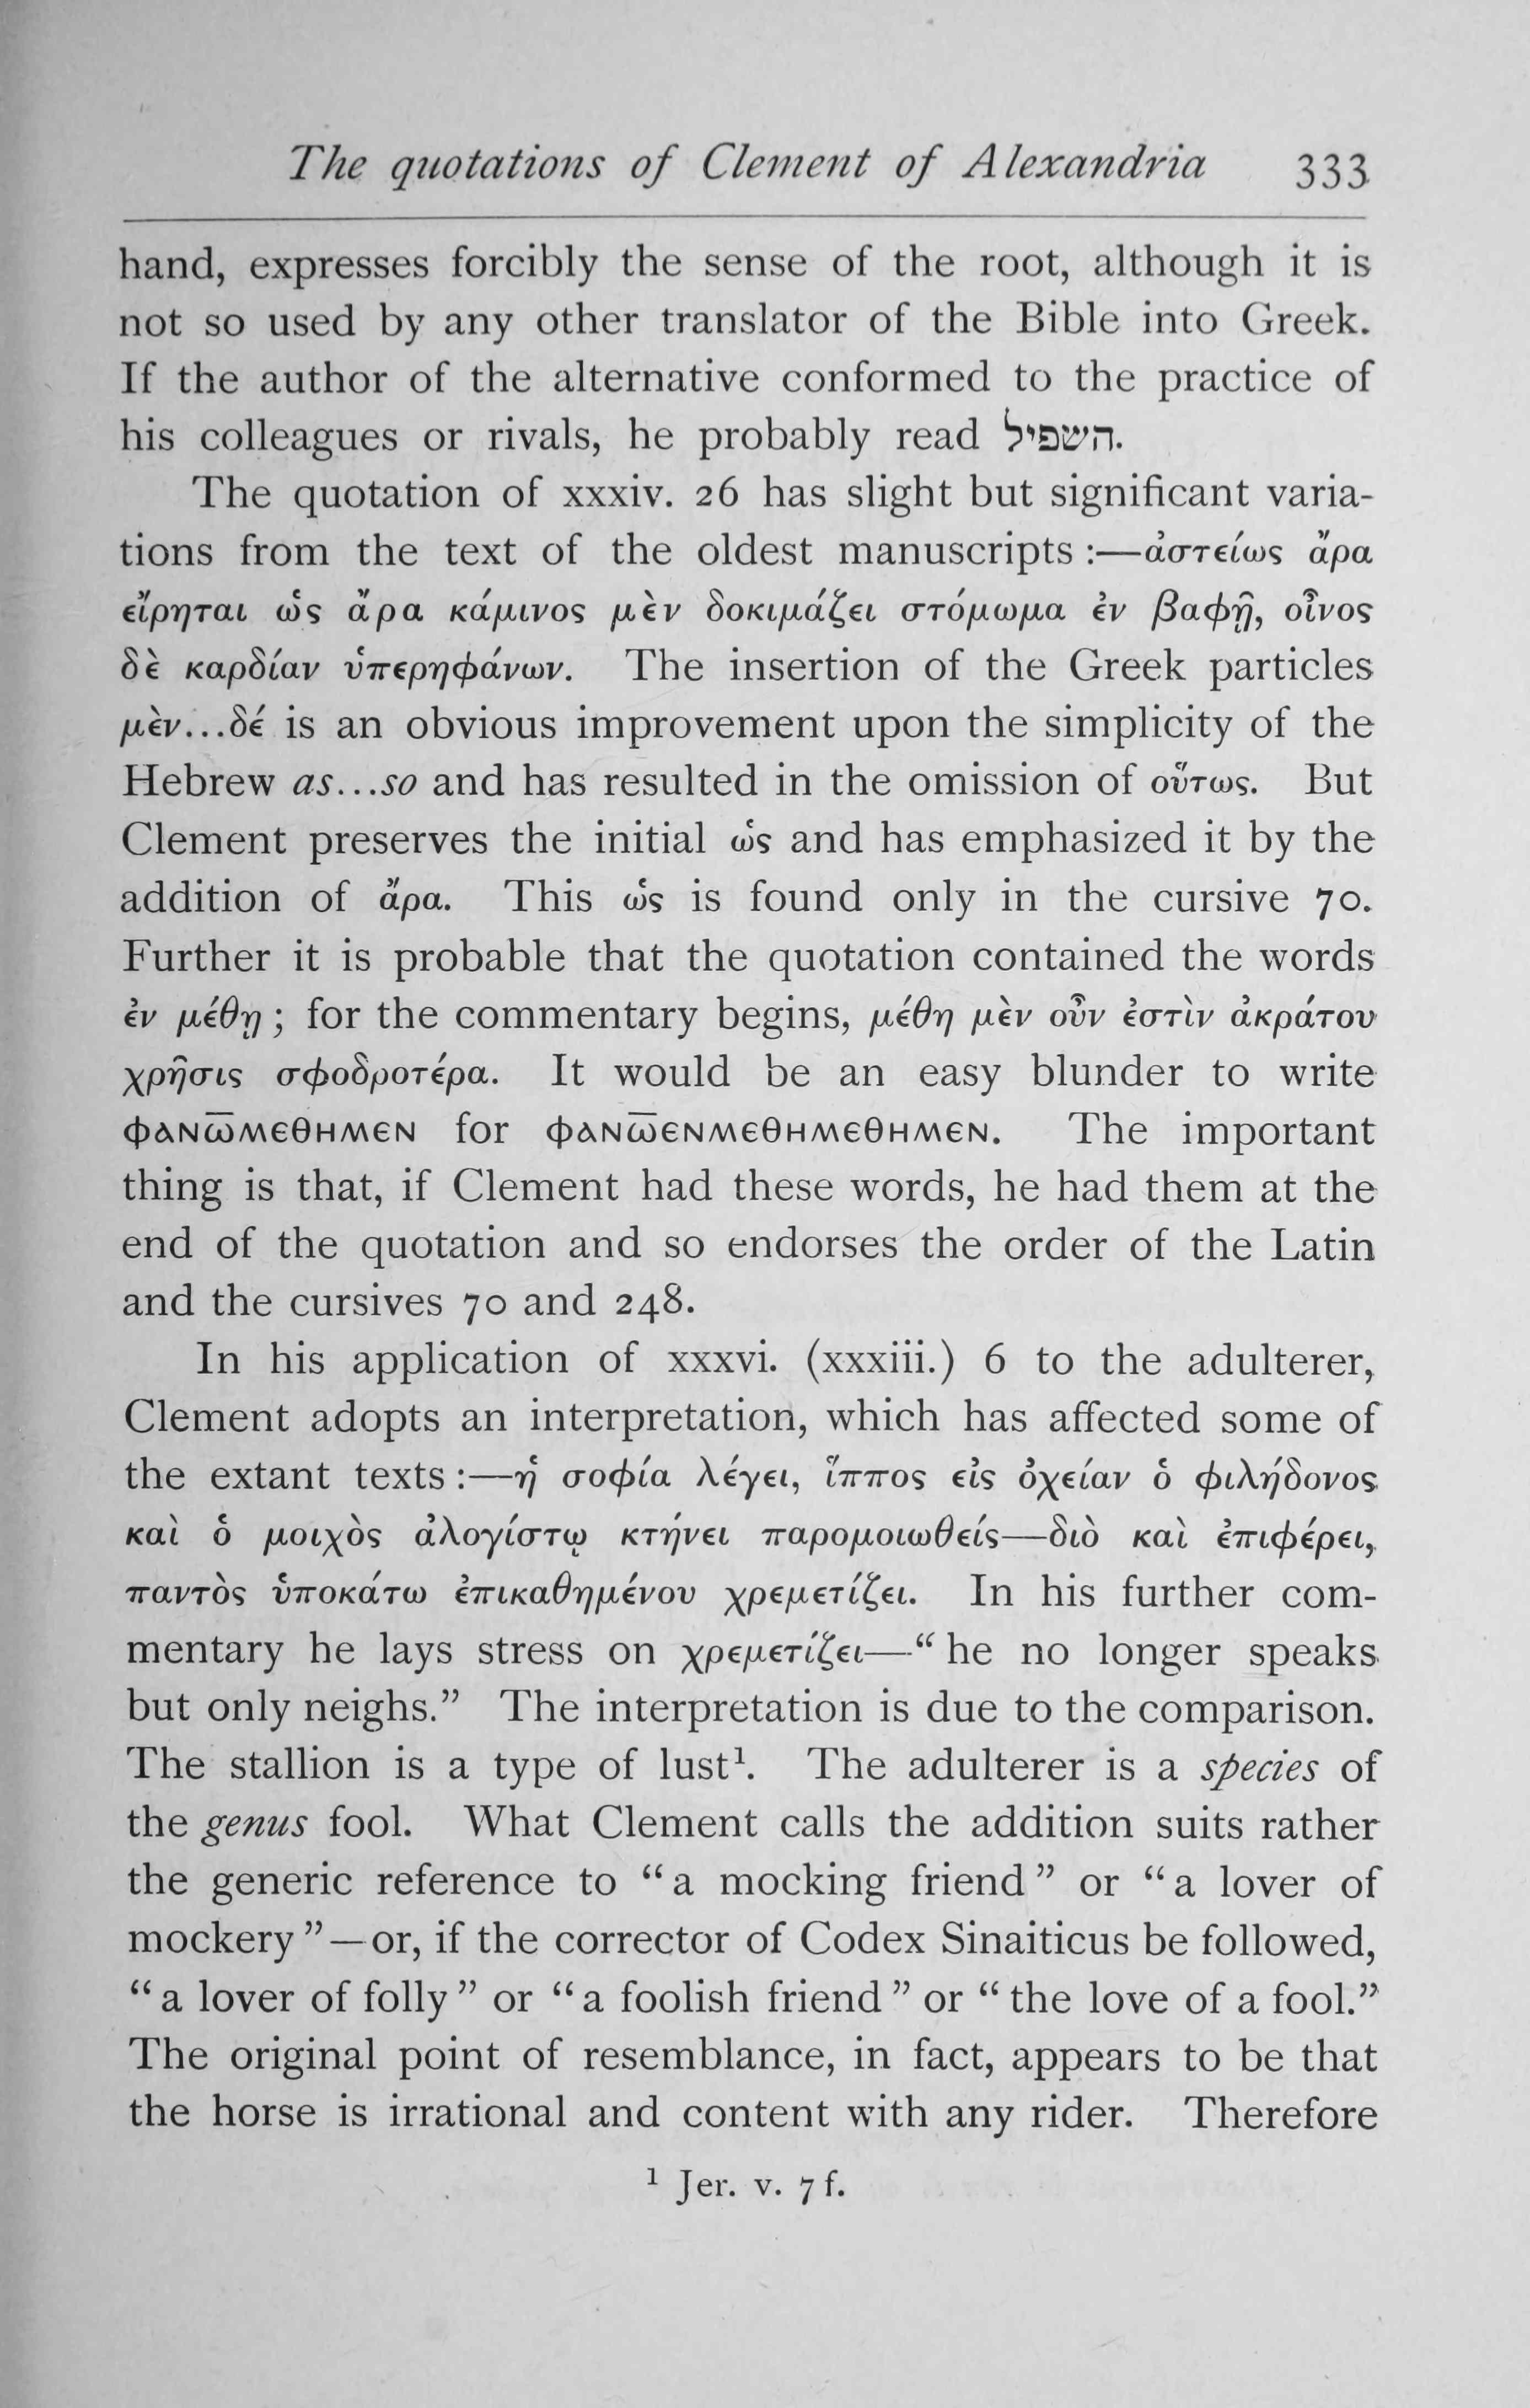 The quotations of Clement of Alexandria 333
hand, expresses forcibly the sense of the root, although it is
not so used by any other translator of the Bible into Greek.
If the author of the alternative conformed to the practice of
his colleagues or rivals, he probably read השפיל.
The quotation of xxxiv. 26 has slight but significant varia-
tions from the text of the oldest manuscripts :—ἀστείως ἄρα
εἴρηται ὡς ἄρα κάμινος μὲν δοκιμάζει στόμωμα ἐν βαφῇ, οἶνος
δὲ καρδίαν ὑπερηφάνων. The insertion of the Greek particles
μὲν...δέ is an obvious improvement upon the simplicity of the
Hebrew as...so and has resulted in the omission of οὕτως. But
Clement preserves the initial ὡς and has emphasized it by the
addition of ἄρα. This ὡς is found only in the cursive 70.
Further it is probable that the quotation contained the words
ἐν μέθῃ ; for the commentary begins, μέθη μὲν οὖν ἐστὶν ἀκράτου
χρῆσις σφοδροτέρα. It would be an easy blunder to write
ΦΑΝω̅ΜΕΘΗΜΕΝ for ΦΑΝω̅ΕΝΜΕΘΗΜΕΘΗΜΕΝ. The important
thing is that, if Clement had these words, he had them at the
end of the quotation and so endorses the order of the Latin
and the cursives 70 and 248.
In his application of xxxvi. (xxxiii.) 6 to the adulterer,
Clement adopts an interpretation, which has affected some of
the extant texts :—ἡ σοφία λέγει, ἵππος εἰς ὀχείαν ὁ φιλήδονος
καὶ ὁ μοιχὸς ἀλογίστῳ κτήνει παρομοιωθείς—διὸ καὶ ἐπιφέρει,
παντὸς ὑποκάτω ἐπικαθημένου χρεμετίζει. In his further com-
mentary he lays stress on χρεμετίζει—“ he no longer speaks
but only neighs.” The interpretation is due to the comparison.
The stallion is a type of lust¹. The adulterer is a species of
the genus fool. What Clement calls the addition suits rather
the generic reference to “ a mocking friend ” or “ a lover of
mockery ”—or, if the corrector of Codex Sinaiticus be followed,
“ a lover of folly ” or “ a foolish friend ” or “ the love of a fool.”
The original point of resemblance, in fact, appears to be that
the horse is irrational and content with any rider. Therefore
¹ Jer. v. 7 f.